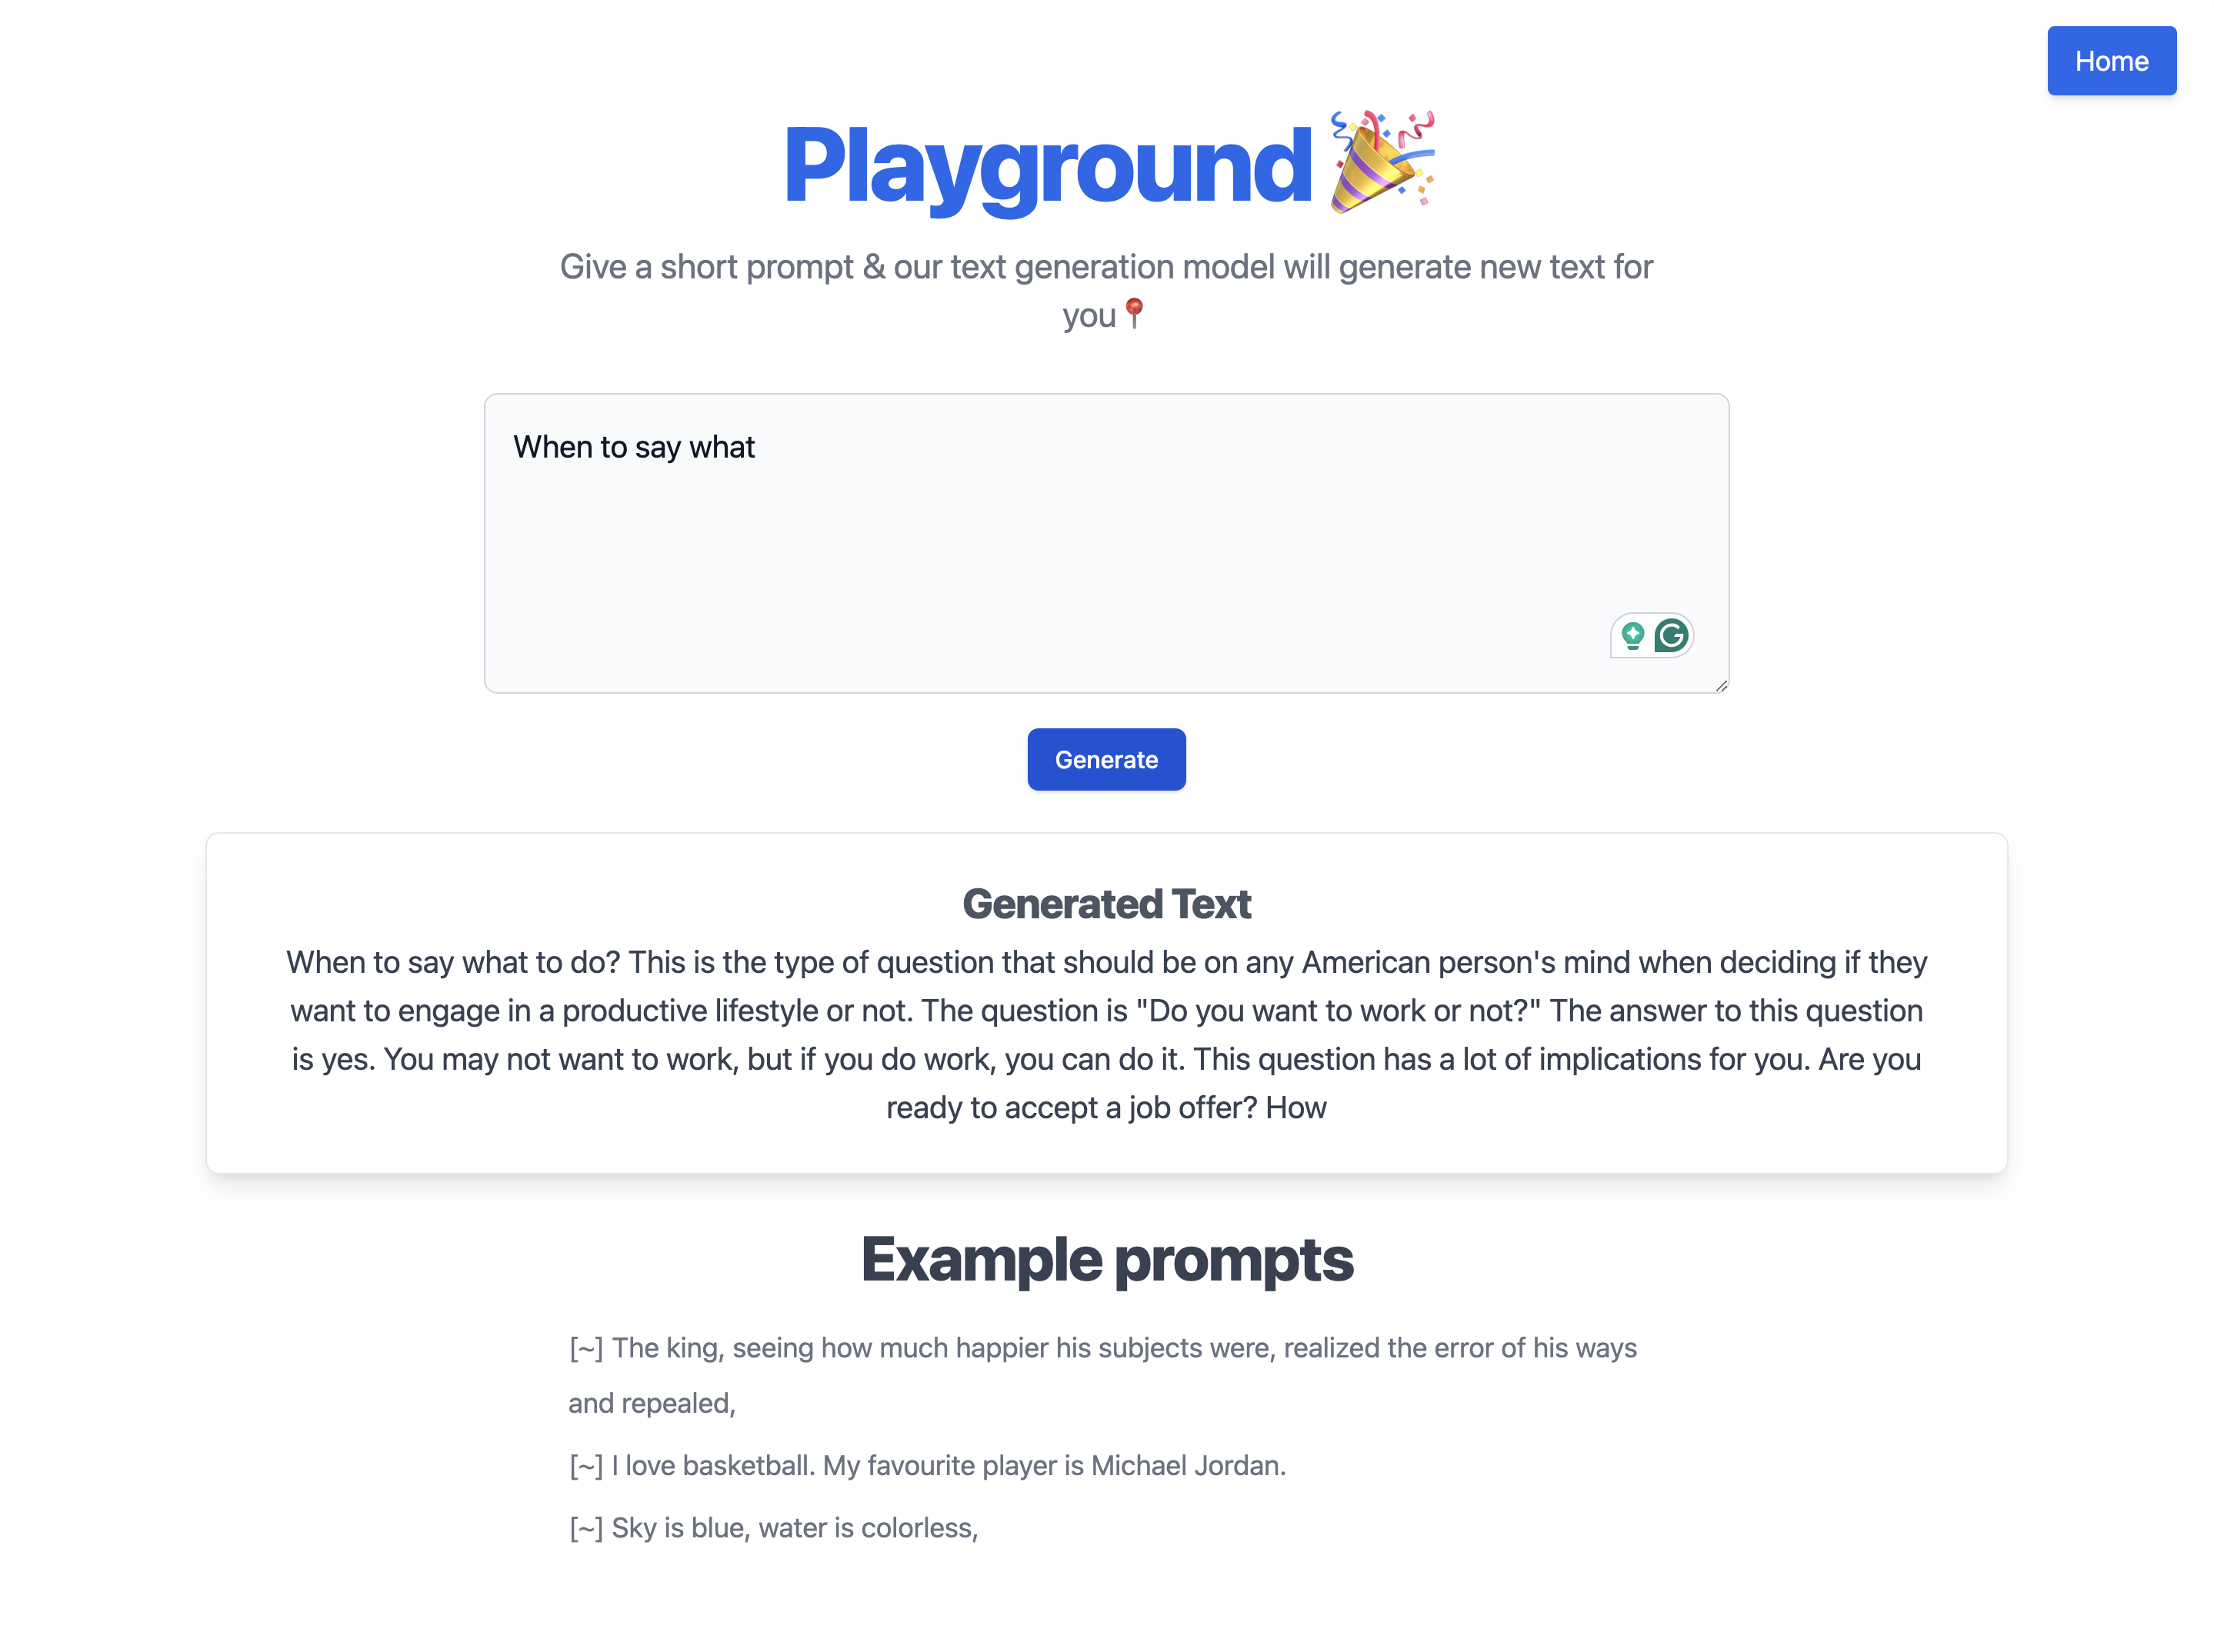 Home
Playground 🎉
Give a short prompt & our text generation model will generate new text for
you📍
When to say what
Generate
Generated Text
When to say what to do? This is the type of question that should be on any American person's mind when deciding if they
want to engage in a productive lifestyle or not. The question is "Do you want to work or not?" The answer to this question
is yes. You may not want to work, but if you do work, you can do it. This question has a lot of implications for you. Are you
ready to accept a job offer? How
Example prompts
[~] The king, seeing how much happier his subjects were, realized the error of his ways
and repealed,
[~] I love basketball. My favourite player is Michael Jordan.
[~] Sky is blue, water is colorless,